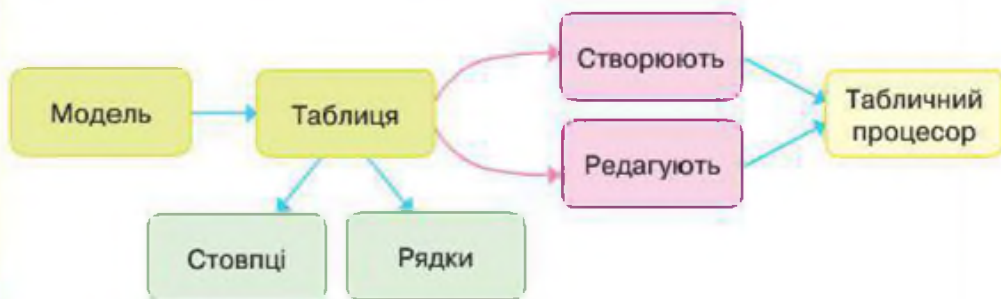 Модель
Таблиця
Створюють
Редагують
Табличний
процесор
Стовпці
Рядки